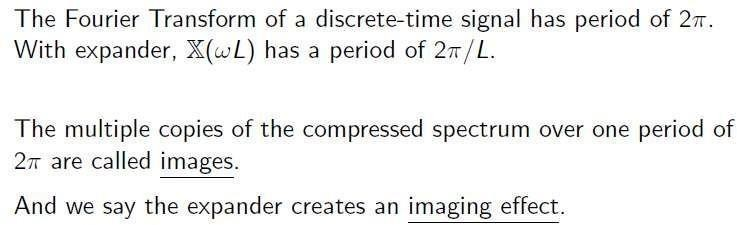 The Fourier Transform of a discrete-time signal has period of 2π.
With expander, 𝕏(ωL) has a period of 2π/L.
The multiple copies of the compressed spectrum over one period of
2π are called images.
And we say the expander creates an imaging effect.